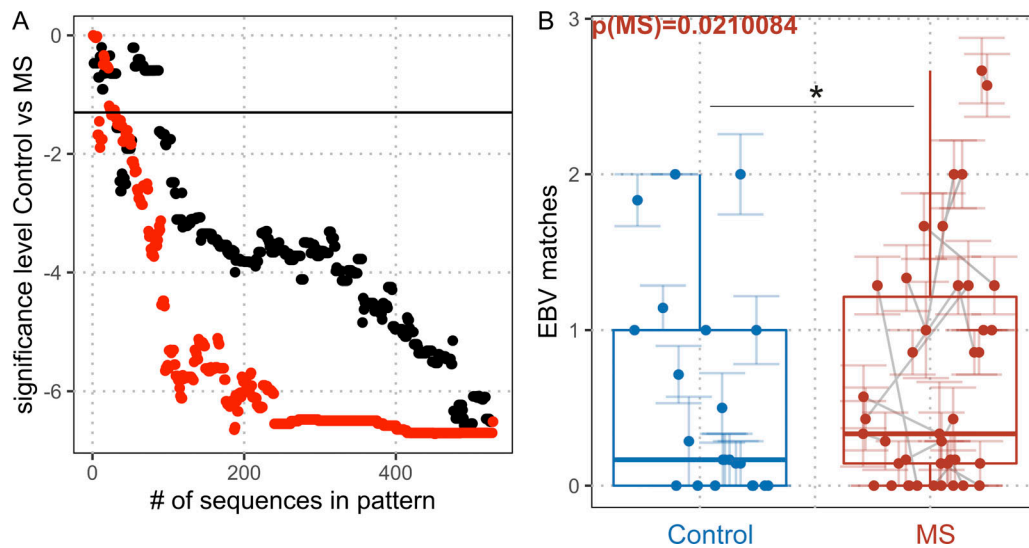 A
significance level Control vs MS
0
-2
-4
-6
0
200
400
# of sequences in pattern
B
p(MS)=0.0210084
*
EBV matches
3
2
1
0
Control
MS